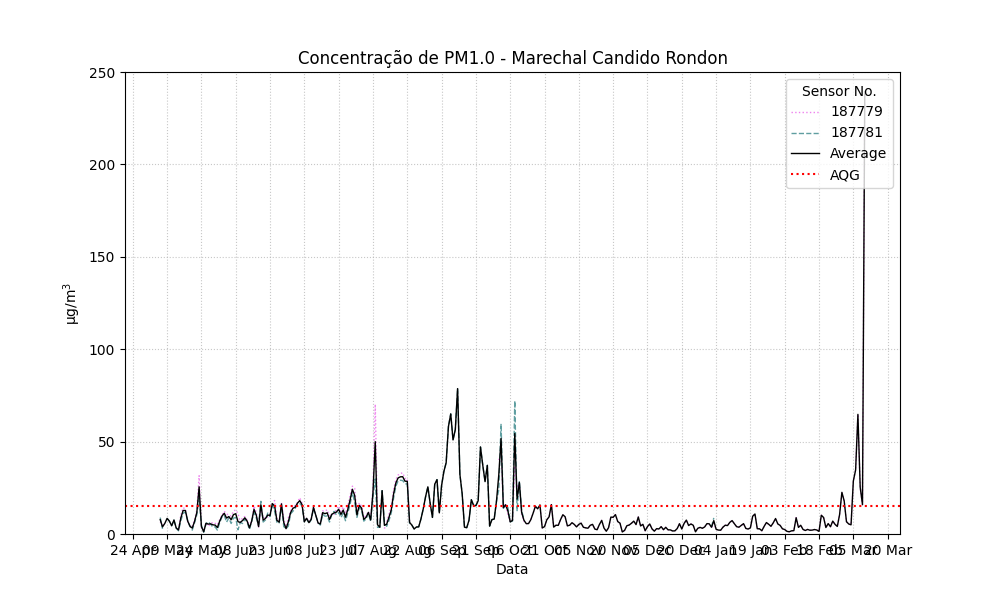 Concentração de PM1.0 - Marechal Candido Rondon
250
200
150
100
50
0
µg/m³
Sensor No.
187779
187781
Average
AQG
24 Apr 09 May 24 May 08 Jun 23 Jun 08 Jul 23 Jul 07 Aug 22 Aug 06 Sep 21 Sep 06 Oct 21 Oct 05 Nov 20 Nov 05 Dec 20 Dec 04 Jan 19 Jan 03 Feb 18 Feb 05 Mar 20 Mar
Data